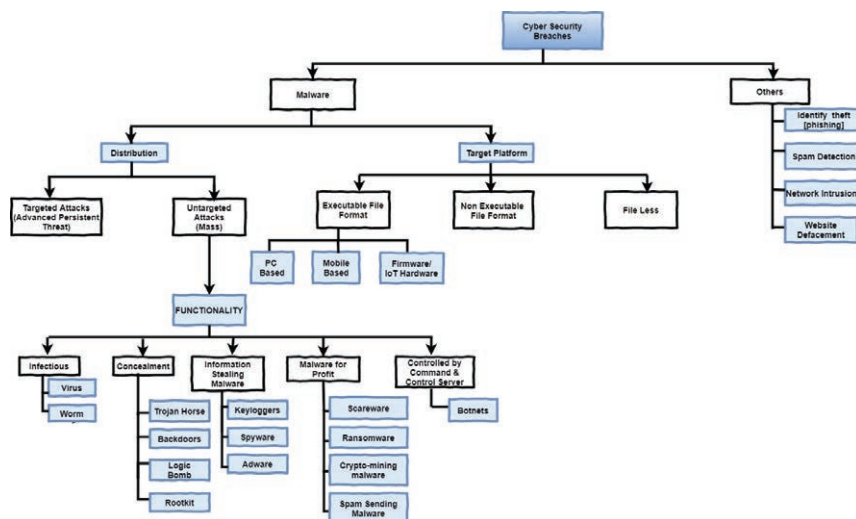 Cyber Security
Breaches
Malware
Others
Identify theft
[phishing]
Spam Detection
Network Intrusion
Website
Defacement
Distribution
Target Platform
Targeted Attacks
(Advanced Persistent
Threat)
Untargeted
Attacks
(Mass)
Executable File
Format
Non Executable
File Format
File Less
PC
Based
Mobile
Based
Firmware/
IoT Hardware
FUNCTIONALITY
Infectious
Virus
Worm
Concealment
Trojan Horse
Backdoors
Logic
Bomb
Rootkit
Information
Stealing
Malware
Keyloggers
Spyware
Adware
Malware for
Profit
Scareware
Ransomware
Crypto-mining
malware
Spam Sending
Malware
Controlled by
Command &
Control Server
Botnets